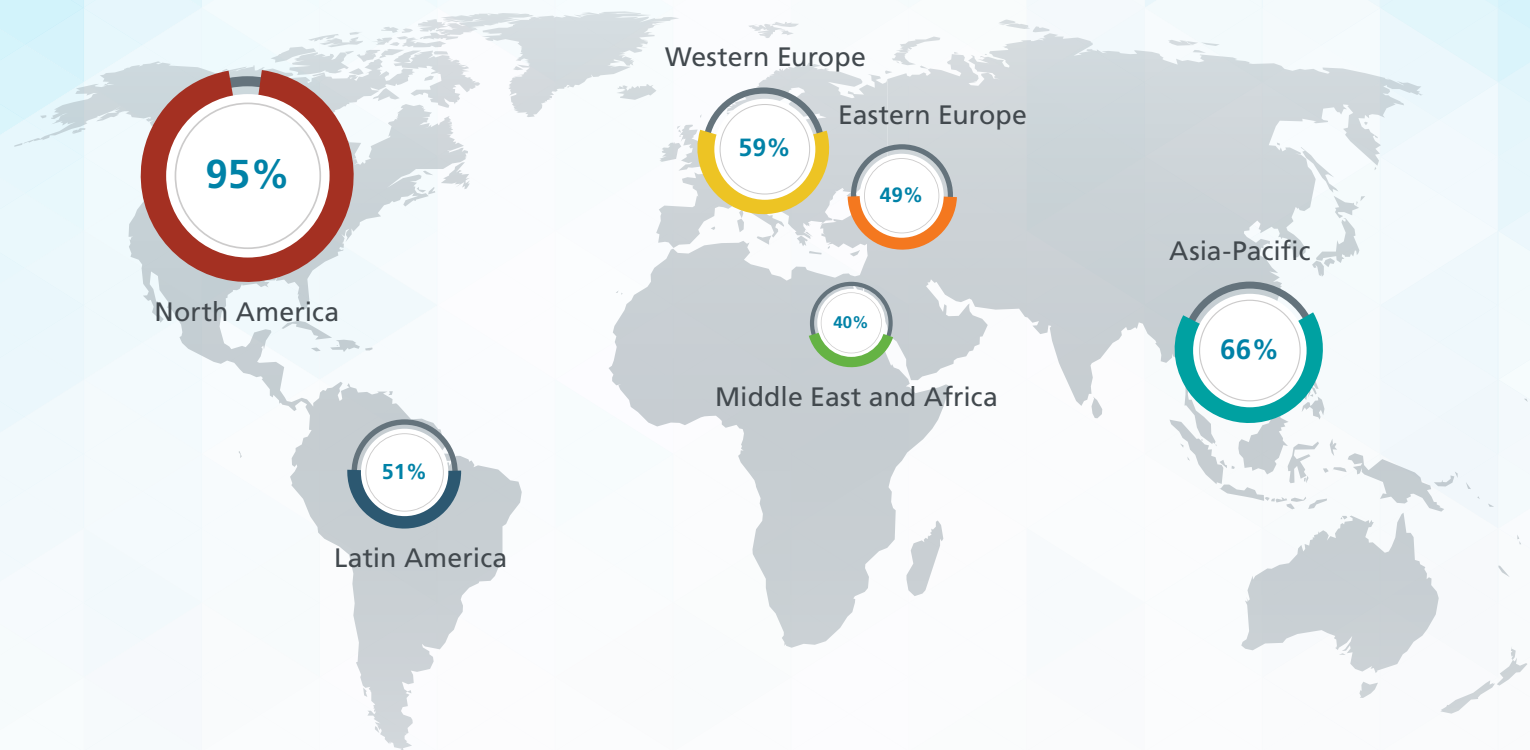 Western Europe
Eastern Europe
95%
59%
49%
Asia-Pacific
North America
40%
66%
Middle East and Africa
51%
Latin America